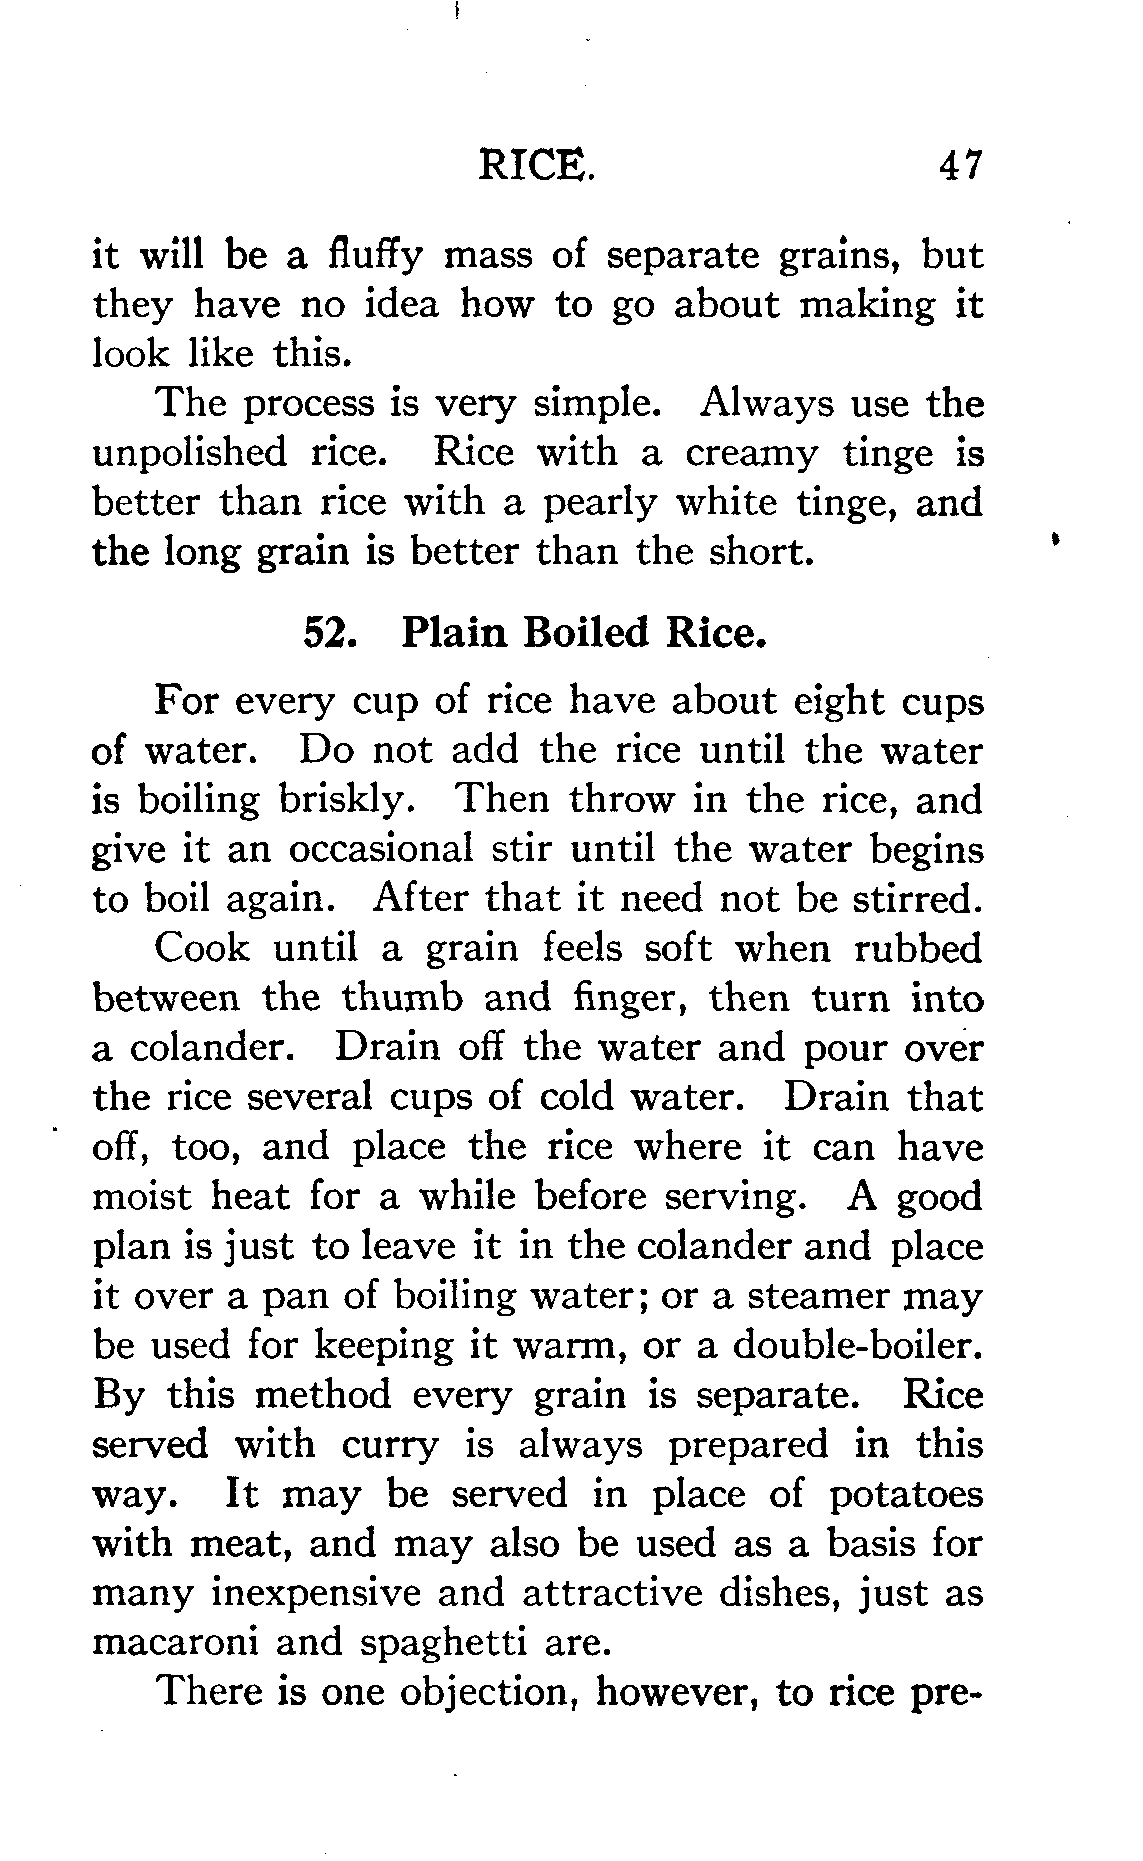 RICE. 47
it will be a fluffy mass of separate grains, but
they have no idea how to go about making it
look like this.
The process is very simple. Always use the
unpolished rice. Rice with a creamy tinge is
better than rice with a pearly white tinge, and
the long grain is better than the short.
52. Plain Boiled Rice.
For every cup of rice have about eight cups
of water. Do not add the rice until the water
is boiling briskly. Then throw in the rice, and
give it an occasional stir until the water begins
to boil again. After that it need not be stirred.
Cook until a grain feels soft when rubbed
between the thumb and finger, then turn into
a colander. Drain off the water and pour over
the rice several cups of cold water. Drain that
off, too, and place the rice where it can have
moist heat for a while before serving. A good
plan is just to leave it in the colander and place
it over a pan of boiling water; or a steamer may
be used for keeping it warm, or a double-boiler.
By this method every grain is separate. Rice
served with curry is always prepared in this
way. It may be served in place of potatoes
with meat, and may also be used as a basis for
many inexpensive and attractive dishes, just as
macaroni and spaghetti are.
There is one objection, however, to rice pre-